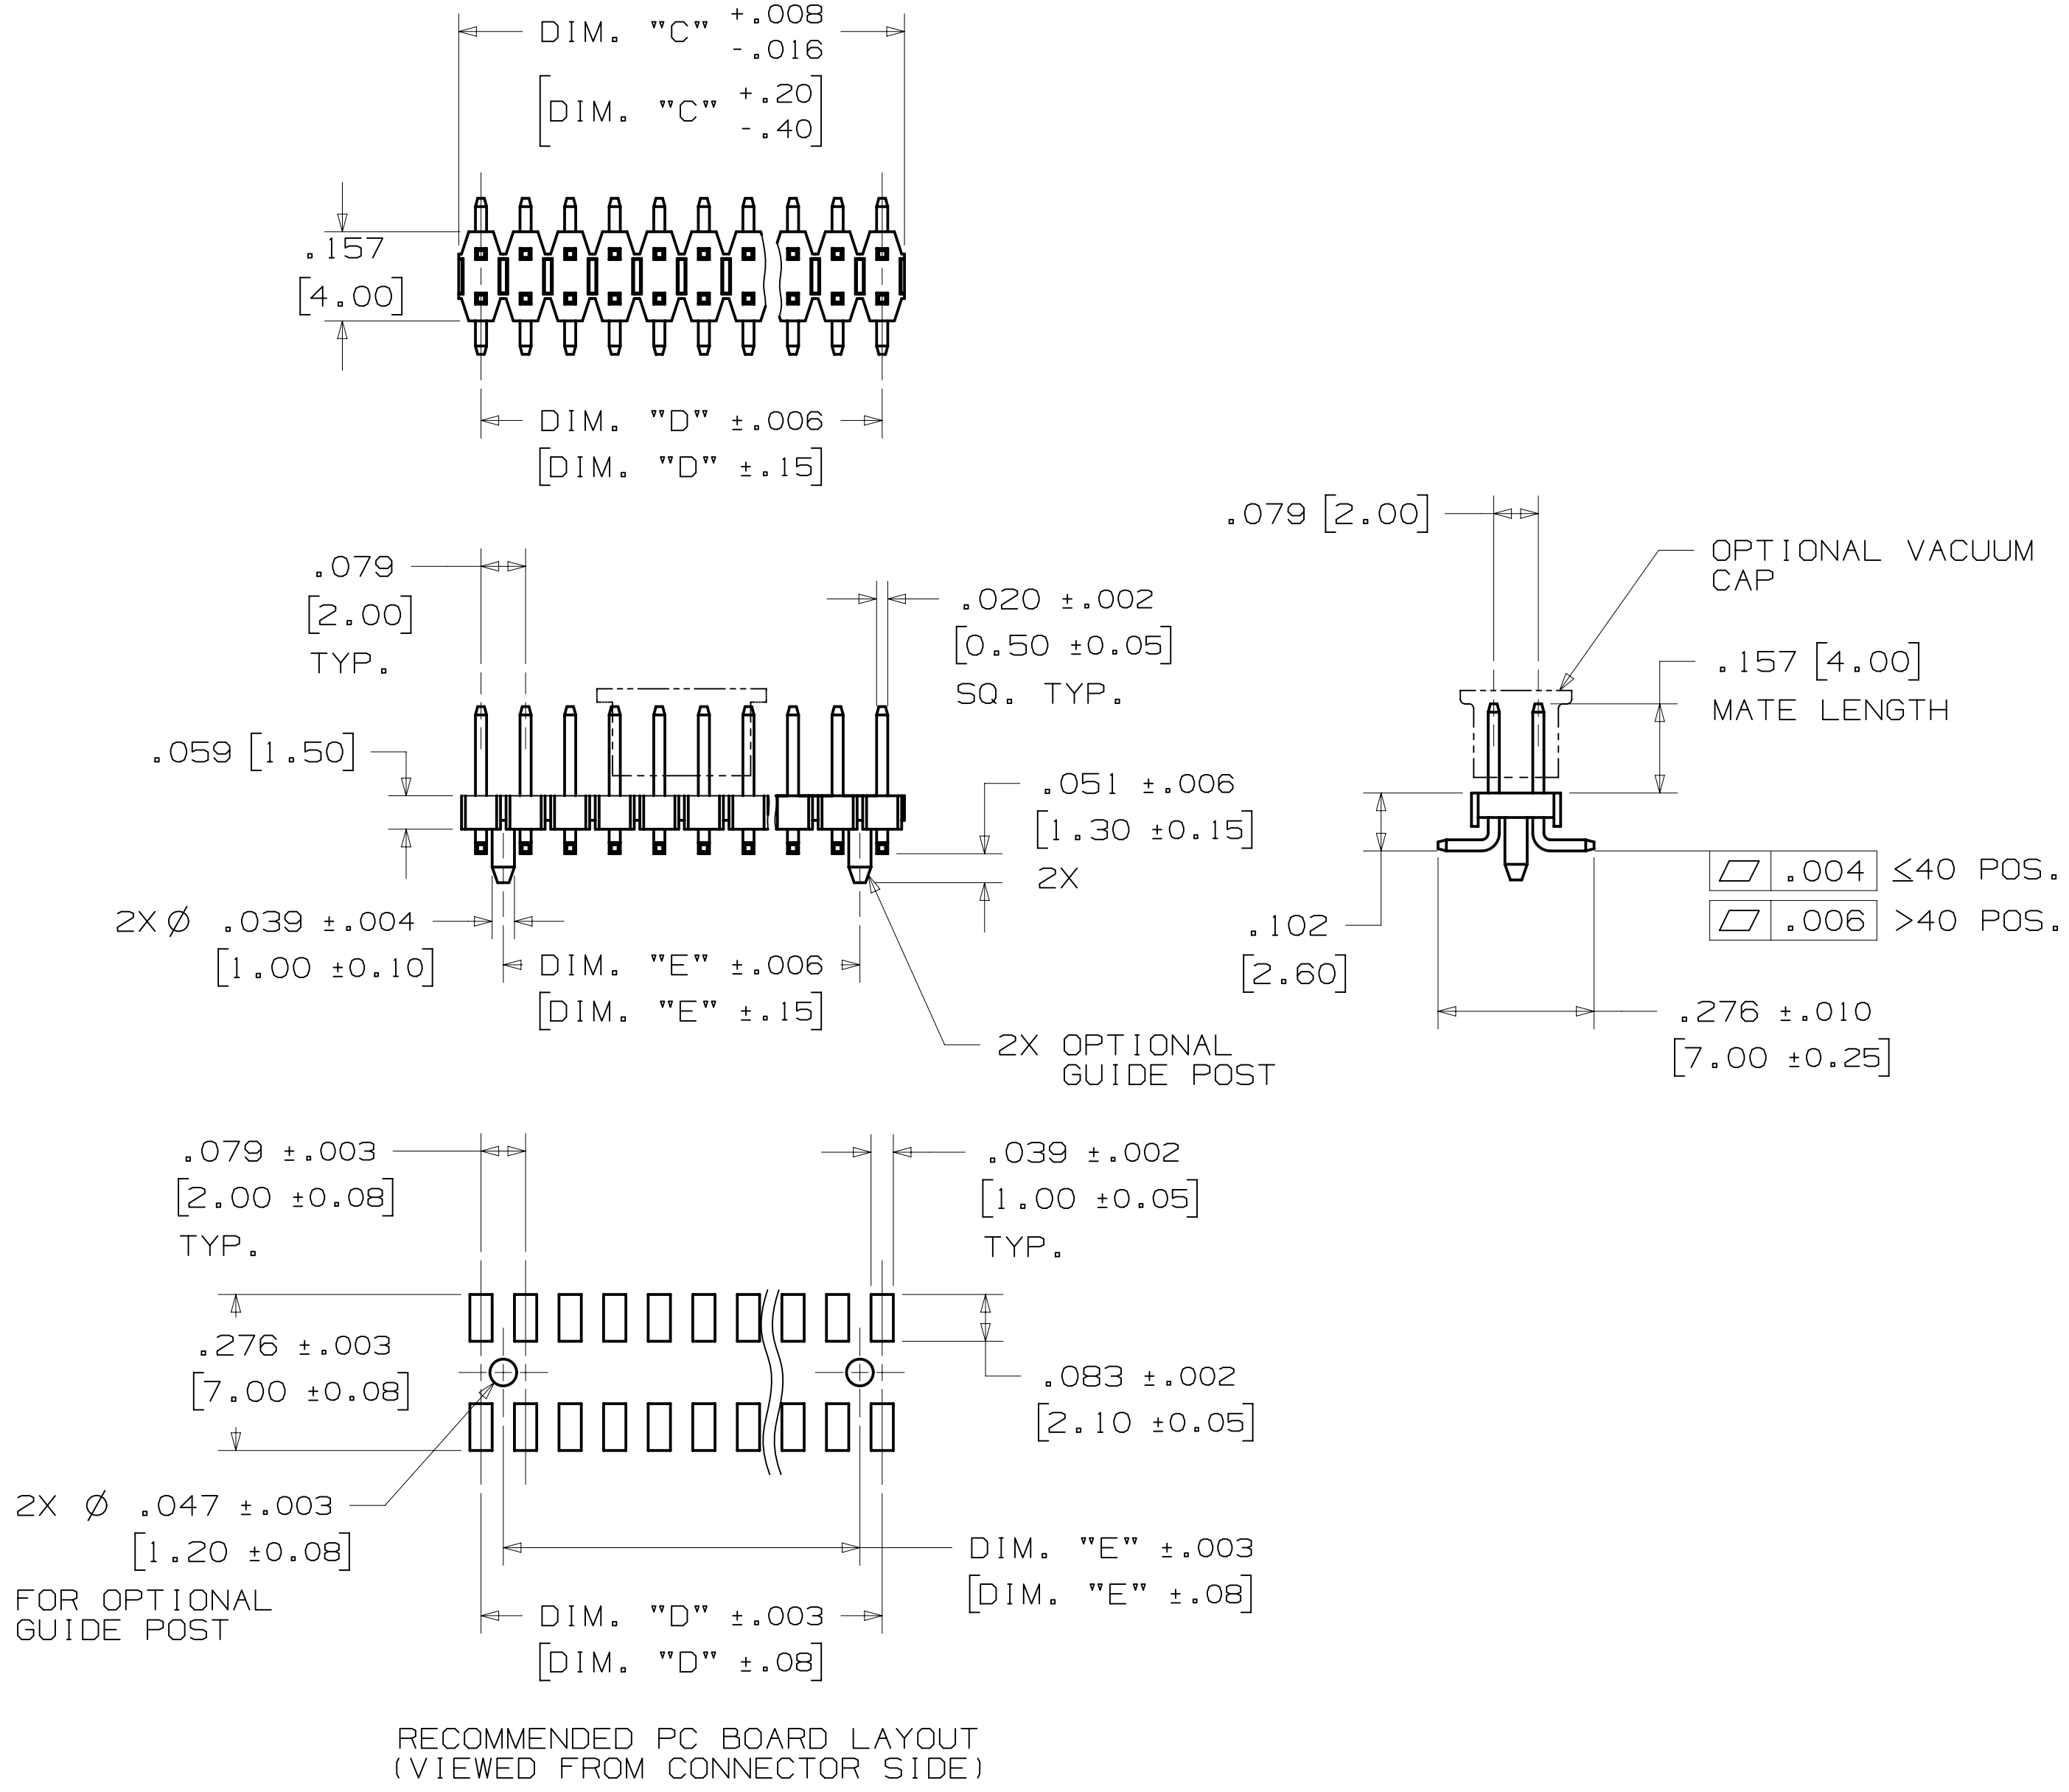 DIM. "C" +.008
-.016
[DIM. "C" +.20
-.40]
.157
[4.00]
DIM. "D" ±.006
[DIM. "D" ±.15]
.079 [2.00]
OPTIONAL VACUUM
CAP
.079
[2.00]
TYP.
.020 ±.002
[0.50 ±0.05]
SQ. TYP.
.157 [4.00]
MATE LENGTH
.059 [1.50]
.051 ±.006
[1.30 ±0.15]
2X
⏥ .004 ≤40 POS.
⏥ .006 >40 POS.
2X Ø .039 ±.004
[1.00 ±0.10]
.102
[2.60]
DIM. "E" ±.006
[DIM. "E" ±.15]
.276 ±.010
[7.00 ±0.25]
2X OPTIONAL
GUIDE POST
.079 ±.003
[2.00 ±0.08]
TYP.
.039 ±.002
[1.00 ±0.05]
TYP.
.276 ±.003
[7.00 ±0.08]
.083 ±.002
[2.10 ±0.05]
2X Ø .047 ±.003
[1.20 ±0.08]
FOR OPTIONAL
GUIDE POST
DIM. "E" ±.003
[DIM. "E" ±.08]
DIM. "D" ±.003
[DIM. "D" ±.08]
RECOMMENDED PC BOARD LAYOUT
(VIEWED FROM CONNECTOR SIDE)